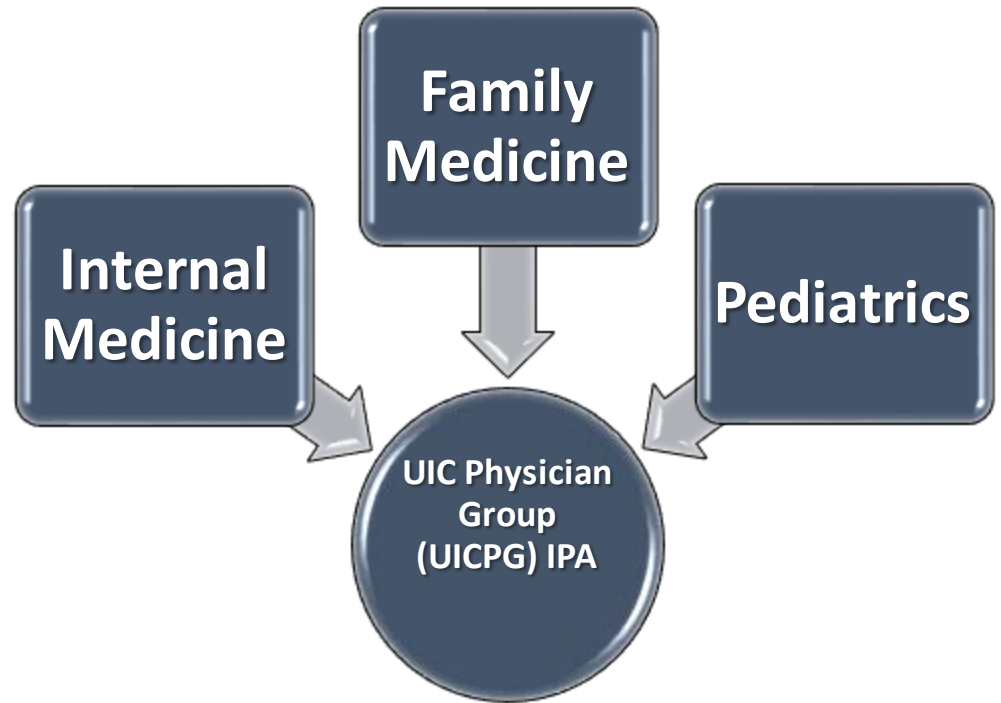 Family
Medicine
Internal
Medicine
Pediatrics
UIC Physician
Group
(UICPG) IPA